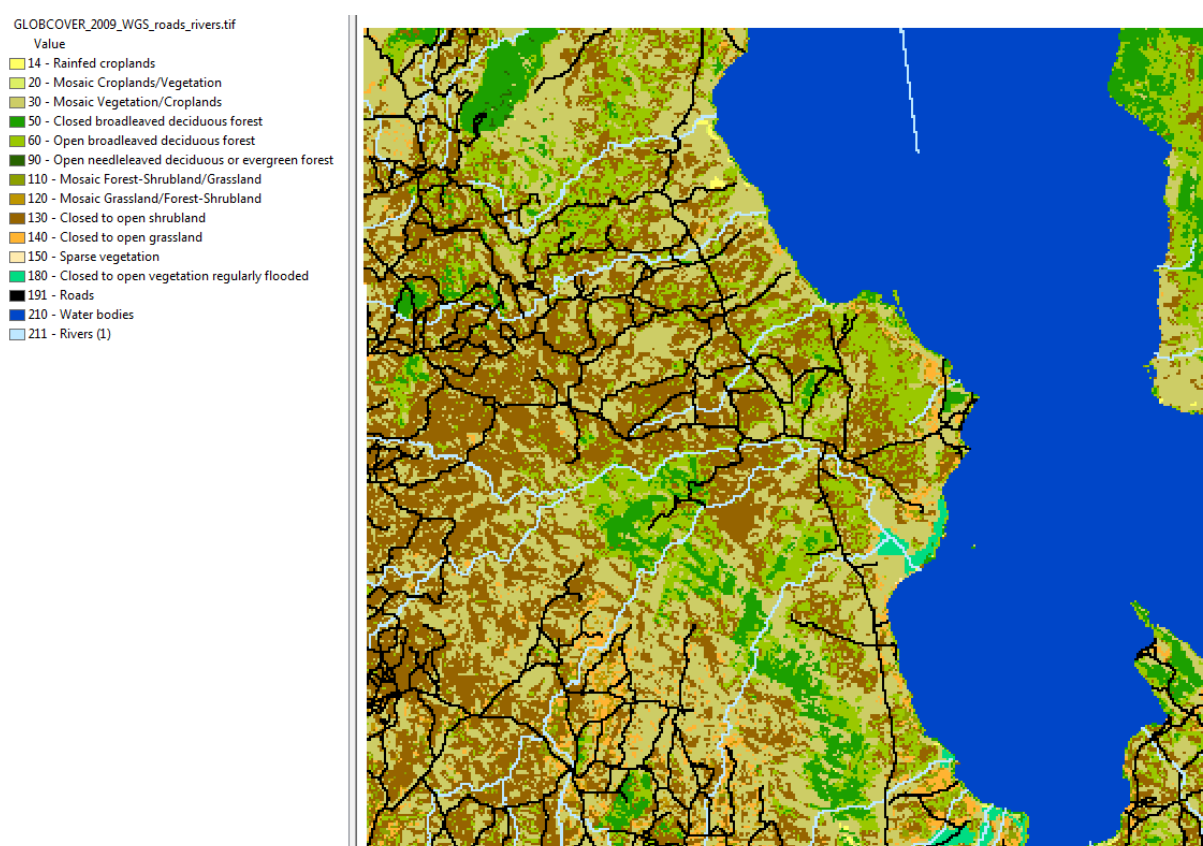 GLOBCOVER_2009_WGS_roads_rivers.tif
Value
14 - Rainfed croplands
20 - Mosaic Croplands/Vegetation
30 - Mosaic Vegetation/Croplands
50 - Closed broadleaved deciduous forest
60 - Open broadleaved deciduous forest
90 - Open needleleaved deciduous or evergreen forest
110 - Mosaic Forest-Shrubland/Grassland
120 - Mosaic Grassland/Forest-Shrubland
130 - Closed to open shrubland
140 - Closed to open grassland
150 - Sparse vegetation
180 - Closed to open vegetation regularly flooded
191 - Roads
210 - Water bodies
211 - Rivers (1)